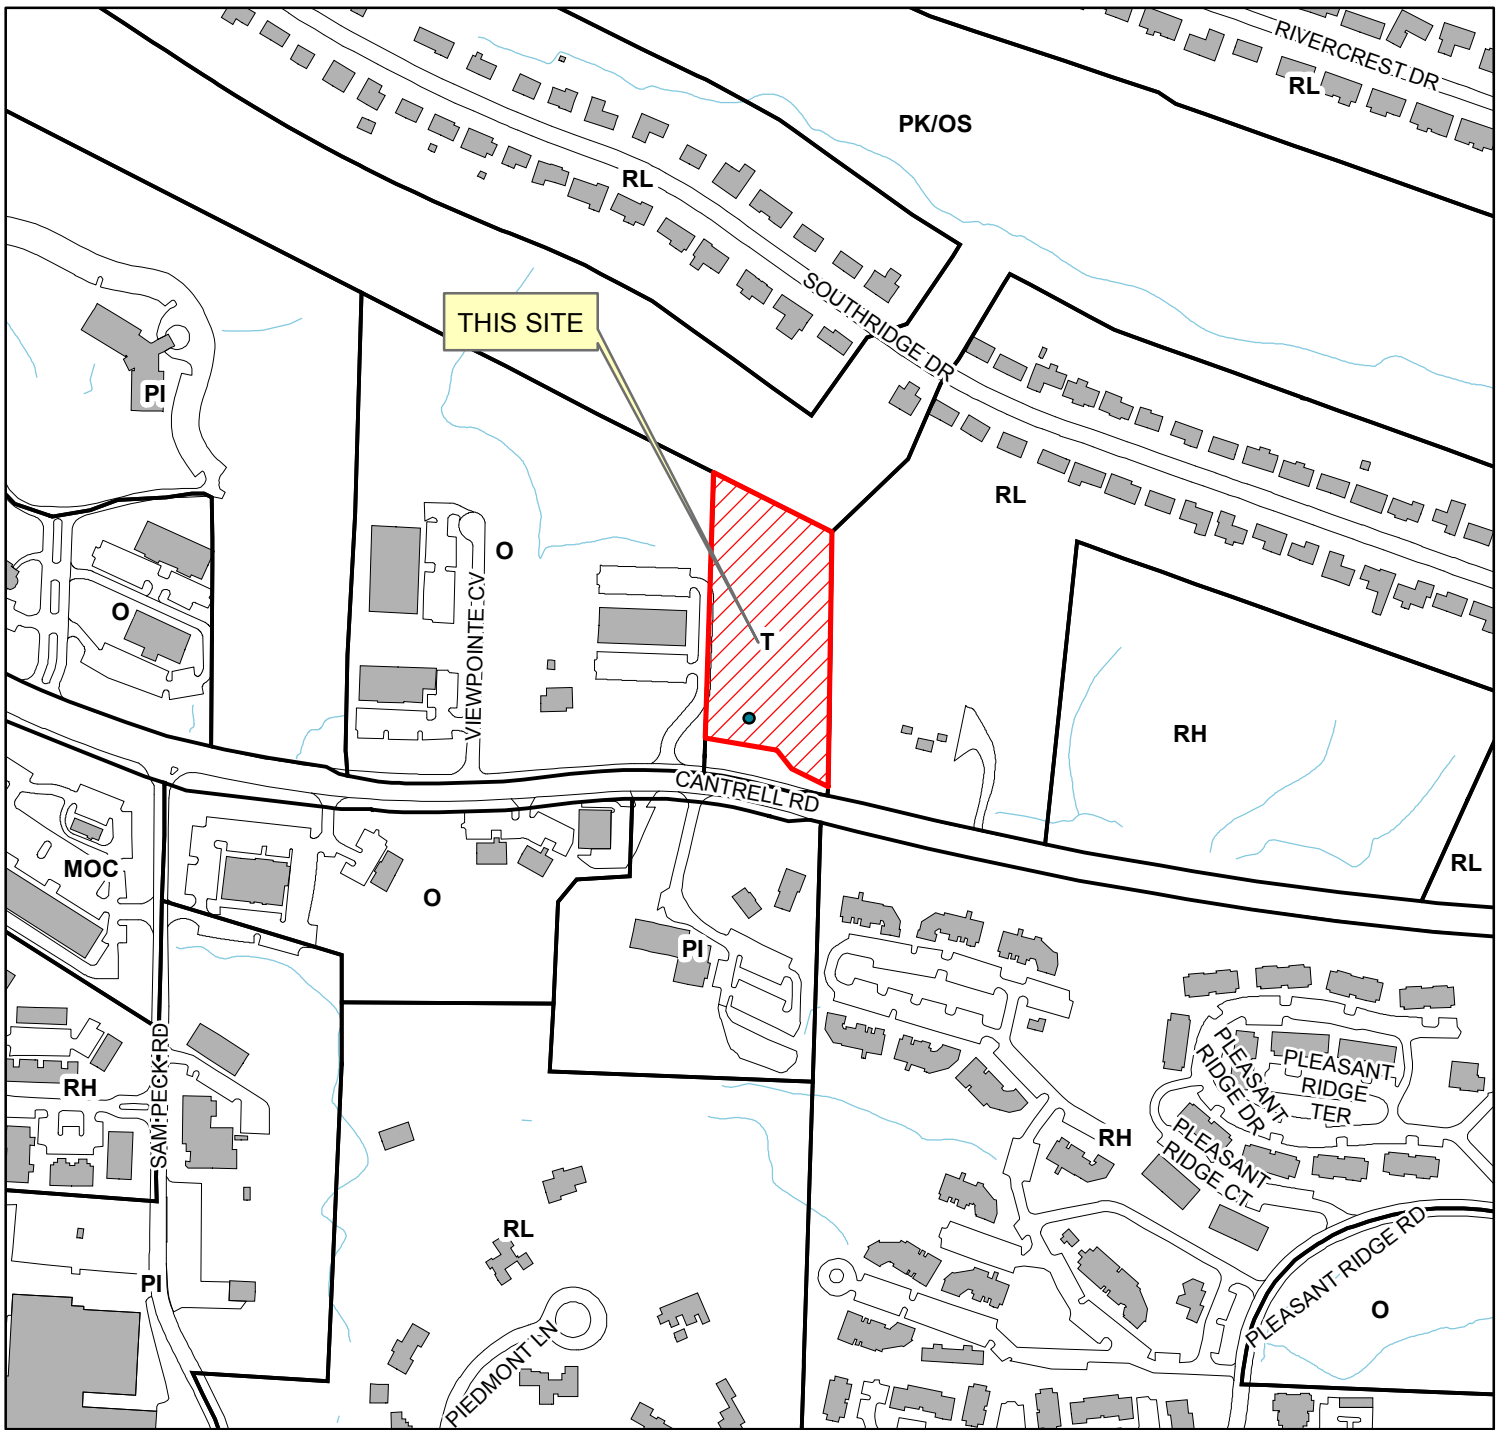 RIVERCREST DR
RL
PK/OS
RL
SOUTHRIDGE DR
THIS SITE
PI
RL
O
VIEWPOINTE CV
O
T
RH
CANTRELL RD
RL
MOC
O
PI
SAM PECK RD
RH
PLEASANT
RIDGE DR
PLEASANT
RIDGE
TER
PLEASANT
RIDGE CT
RH
RL
PI
PIEDMONT LN
PLEASANT RIDGE RD
O